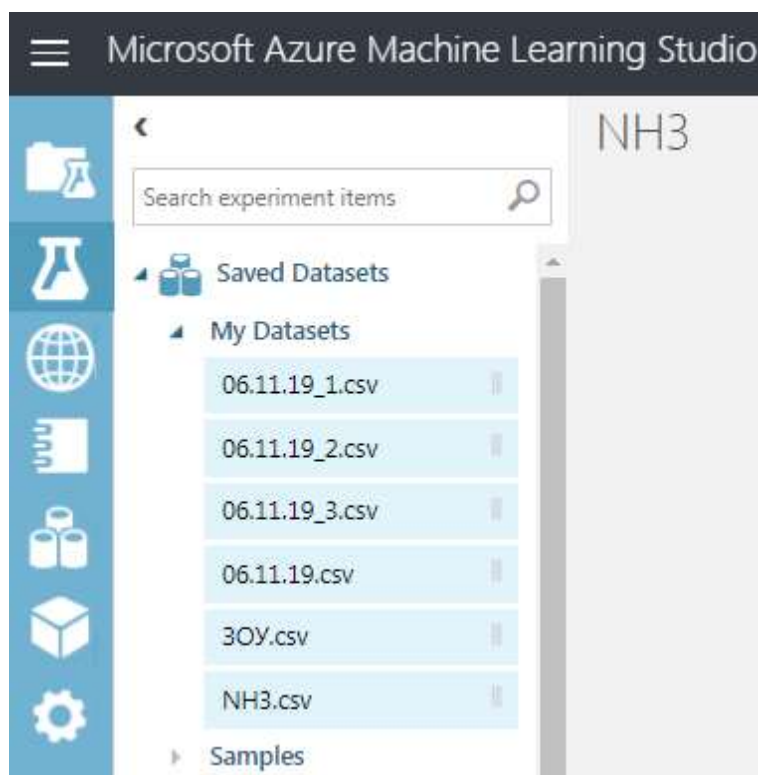 Microsoft Azure Machine Learning Studio
NH3
Search experiment items
Saved Datasets
My Datasets
06.11.19_1.csv
06.11.19_2.csv
06.11.19_3.csv
06.11.19.csv
ЗОУ.csv
NH3.csv
Samples